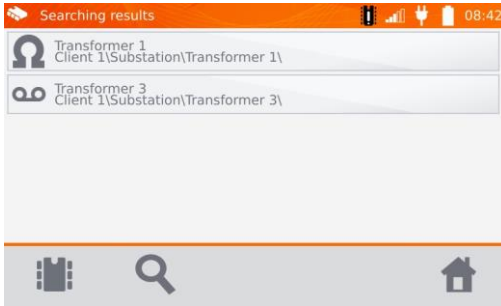 Searching results
08:42
Transformer 1
Client 1\Substation\Transformer 1\
Transformer 3
Client 1\Substation\Transformer 3\